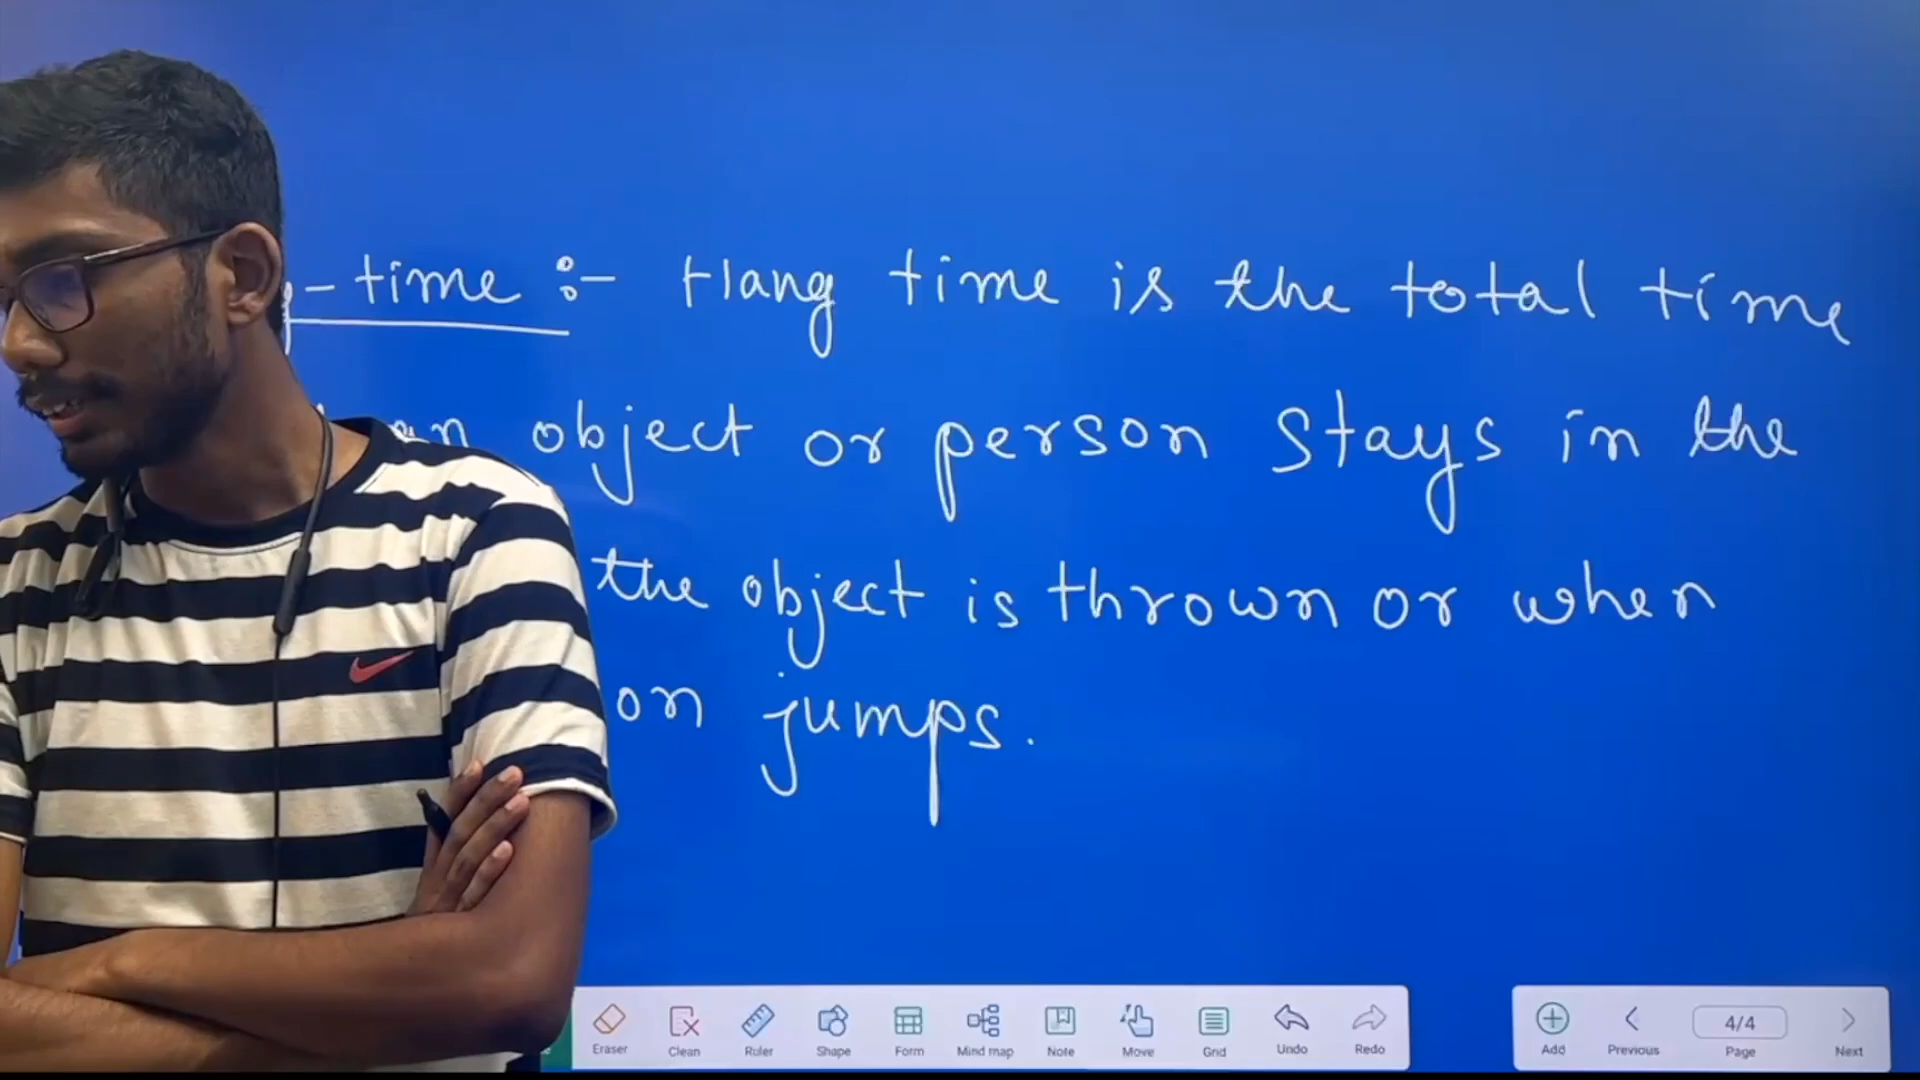 -time :- Hang time is the total time
object or person stays in the
the object is thrown or when
jumps.
Eraser Clean Ruler Shape Form Mind map Note Move Grid Undo Redo Add Previous 4/4 Page Next